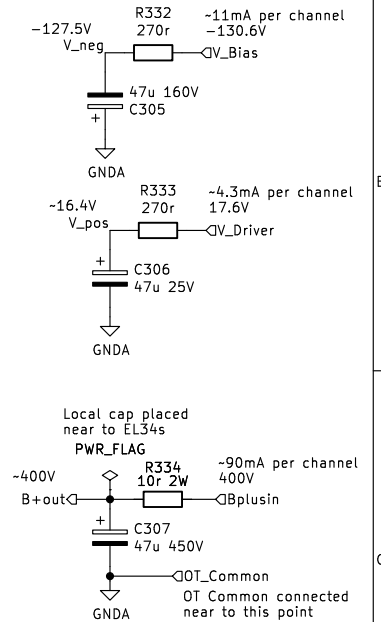 R332
270r
~11mA per channel
-130.6V
-127.5V
V_neg
V_Bias
47u 160V
C305
+
GNDA
R333
270r
~4.3mA per channel
17.6V
~16.4V
V_pos
V_Driver
+
C306
47u 25V
GNDA
Local cap placed
near to EL34s
PWR_FLAG
R334
10r 2W
~90mA per channel
400V
~400V
B+out
Bplusin
+
C307
47u 450V
OT_Common
GNDA
OT Common connected
near to this point